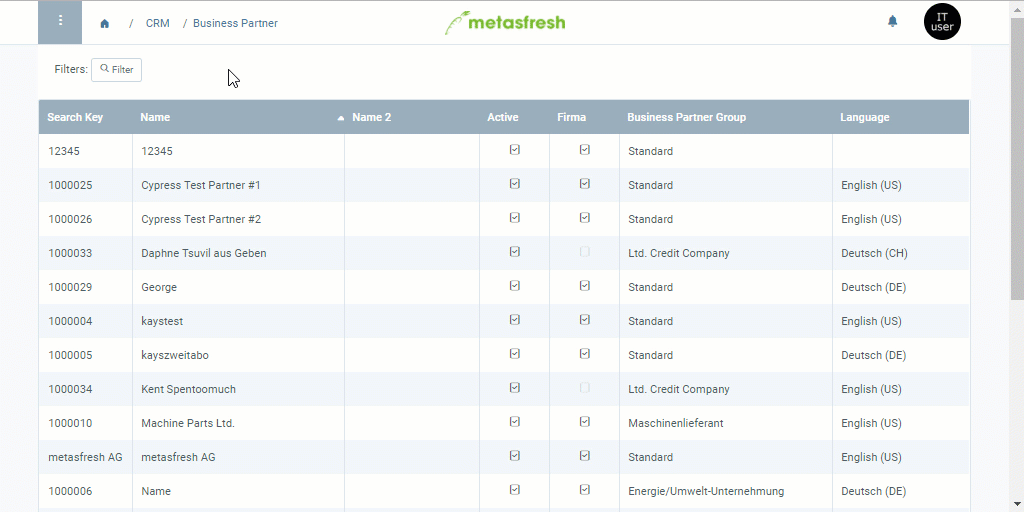 / CRM / Business Partner
metasfresh
IT user
Filters: Filter
Search Key Name Name 2 Active Firma Business Partner Group Language
12345 12345 Standard
1000025 Cypress Test Partner #1 Standard English (US)
1000026 Cypress Test Partner #2 Standard English (US)
1000033 Daphne Tsuvil aus Geben Ltd. Credit Company Deutsch (CH)
1000029 George Standard Deutsch (DE)
1000004 kaystest Standard English (US)
1000005 kayszweitabo Standard Deutsch (DE)
1000034 Kent Spentoomuch Ltd. Credit Company English (US)
1000010 Machine Parts Ltd. Maschinenlieferant English (US)
metasfresh AG metasfresh AG Standard English (US)
1000006 Name Energie/Umwelt-Unternehmung Deutsch (DE)